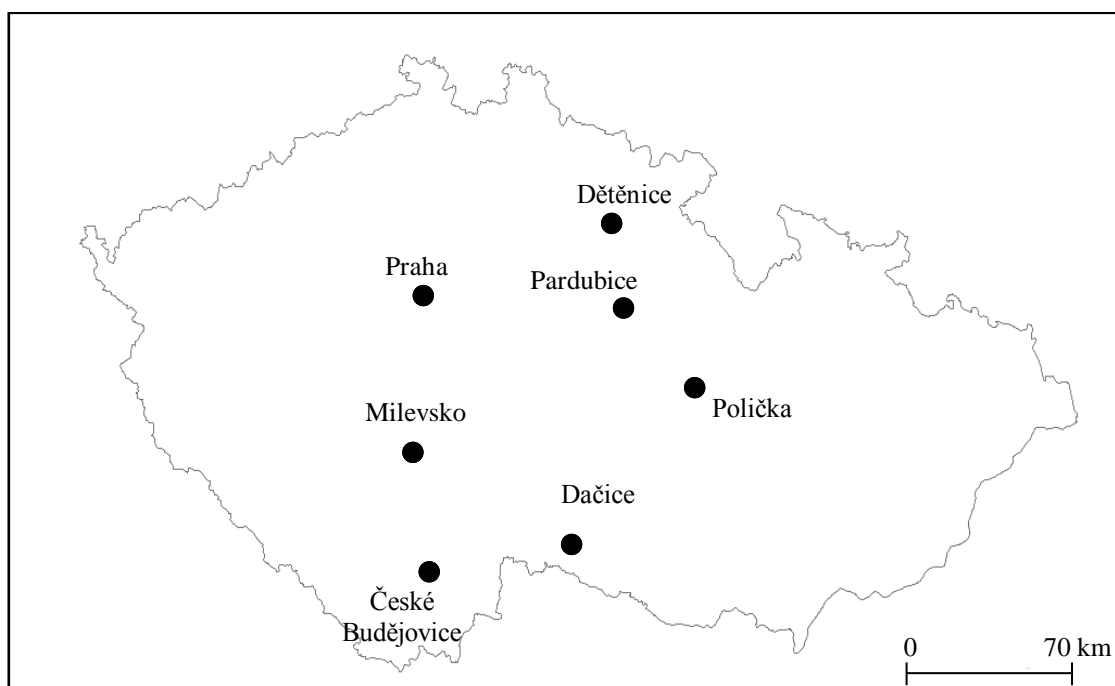 Dětěnice
Praha
Pardubice
Polička
Milevsko
Dačice
České
Budějovice
0 70 km